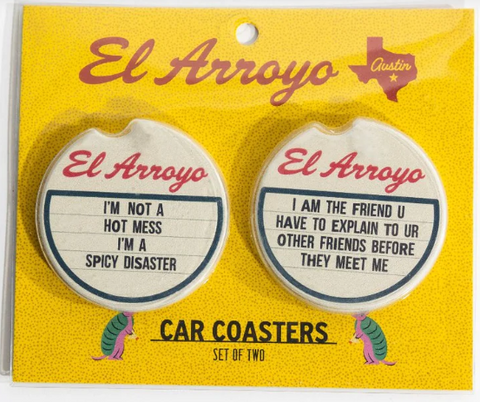 El Arroyo
Austin
El Arroyo
I'M NOT A
HOT MESS
I'M A
SPICY DISASTER
El Arroyo
I AM THE FRIEND U
HAVE TO EXPLAIN TO UR
OTHER FRIENDS BEFORE
THEY MEET ME
CAR COASTERS
SET OF TWO